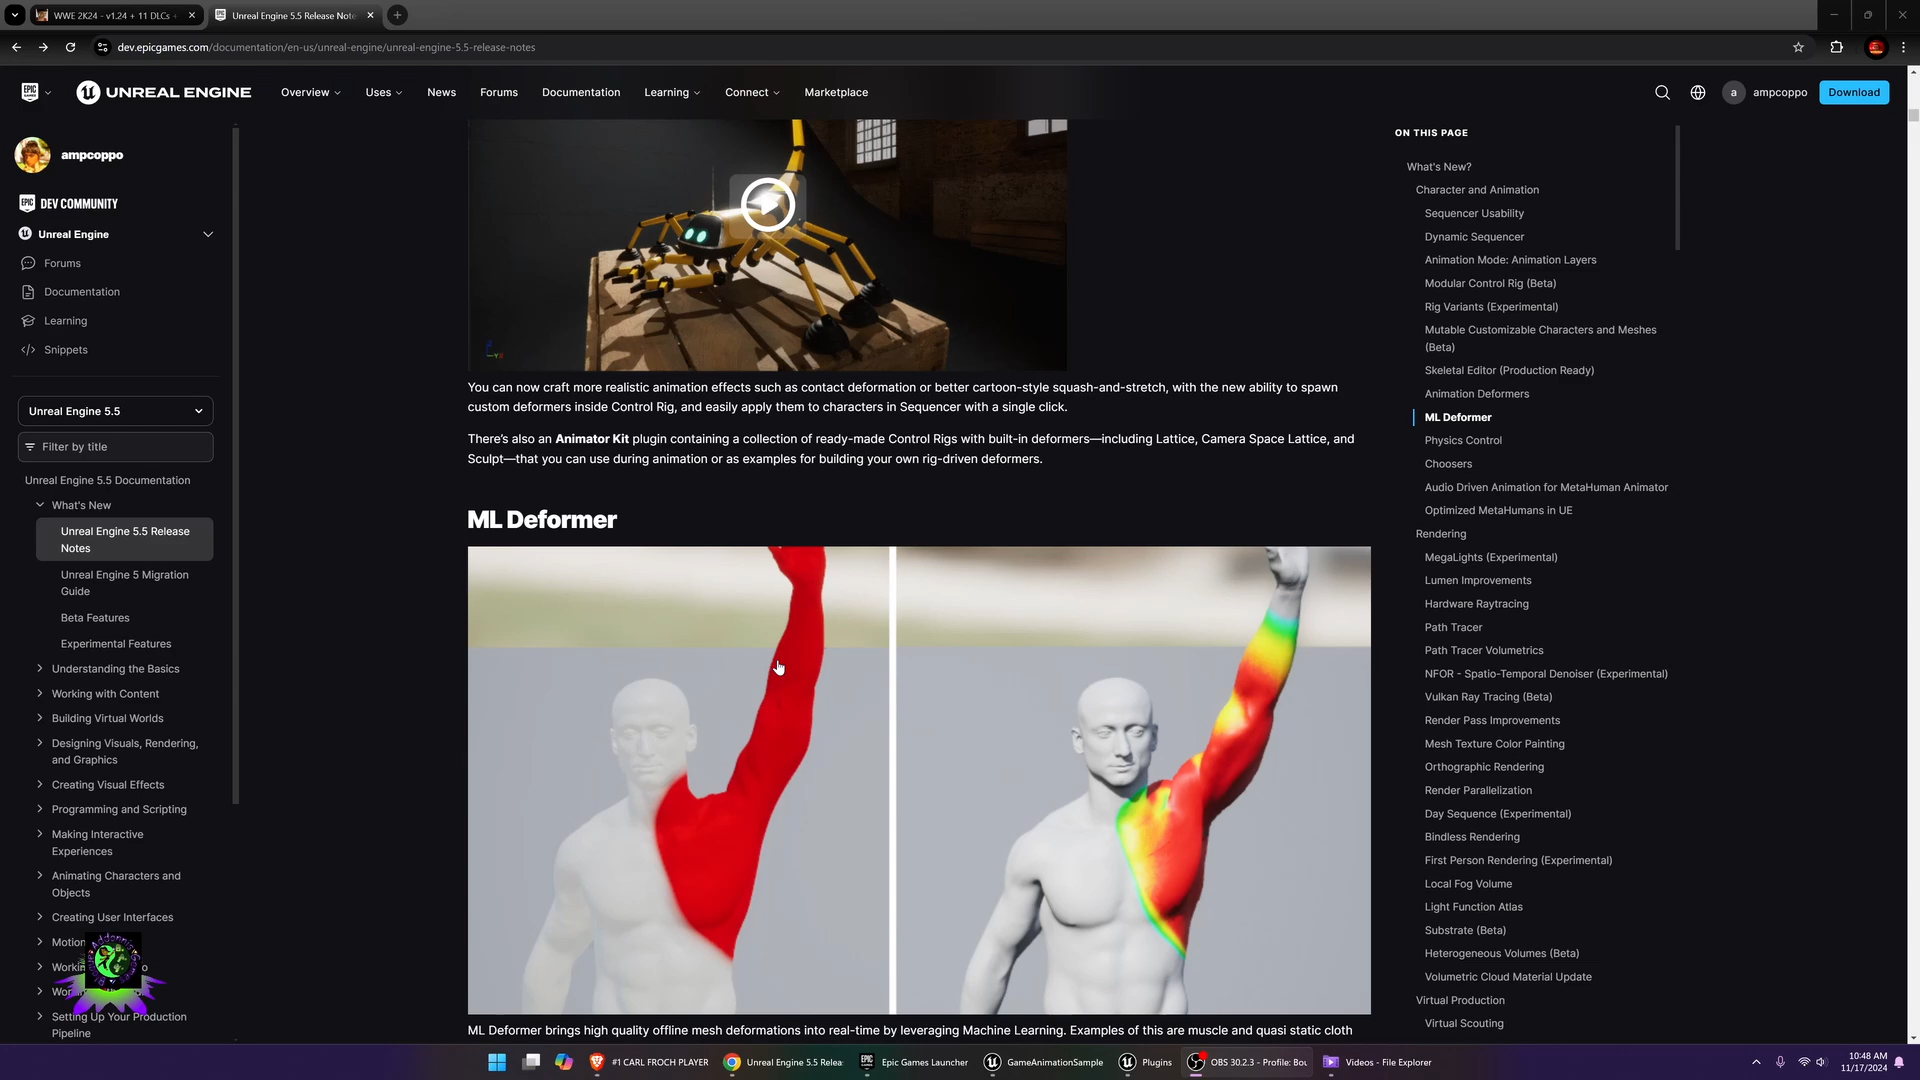 WWE 2K24 - v1.24 + 11 DLCs +
Unreal Engine 5.5 Release Note
dev.epicgames.com/documentation/en-us/unreal-engine/unreal-engine-5.5-release-notes
EPIC GAMES
UNREAL ENGINE
Overview
Uses
News
Forums
Documentation
Learning
Connect
Marketplace
a
ampcoppo
Download
ampcoppo
DEV COMMUNITY
Unreal Engine
Forums
Documentation
Learning
Snippets
Unreal Engine 5.5
Filter by title
Unreal Engine 5.5 Documentation
What's New
Unreal Engine 5.5 Release
Notes
Unreal Engine 5 Migration
Guide
Beta Features
Experimental Features
Understanding the Basics
Working with Content
Building Virtual Worlds
Designing Visuals, Rendering,
and Graphics
Creating Visual Effects
Programming and Scripting
Making Interactive
Experiences
Animating Characters and
Objects
Creating User Interfaces
Setting Up Your Production
Pipeline
You can now craft more realistic animation effects such as contact deformation or better cartoon-style squash-and-stretch, with the new ability to spawn
custom deformers inside Control Rig, and easily apply them to characters in Sequencer with a single click.
There's also an Animator Kit plugin containing a collection of ready-made Control Rigs with built-in deformers—including Lattice, Camera Space Lattice, and
Sculpt—that you can use during animation or as examples for building your own rig-driven deformers.
ML Deformer
ML Deformer brings high quality offline mesh deformations into real-time by leveraging Machine Learning. Examples of this are muscle and quasi static cloth
ON THIS PAGE
What's New?
Character and Animation
Sequencer Usability
Dynamic Sequencer
Animation Mode: Animation Layers
Modular Control Rig (Beta)
Rig Variants (Experimental)
Mutable Customizable Characters and Meshes
(Beta)
Skeletal Editor (Production Ready)
Animation Deformers
ML Deformer
Physics Control
Choosers
Audio Driven Animation for MetaHuman Animator
Optimized MetaHumans in UE
Rendering
MegaLights (Experimental)
Lumen Improvements
Hardware Raytracing
Path Tracer
Path Tracer Volumetrics
NFOR - Spatio-Temporal Denoiser (Experimental)
Vulkan Ray Tracing (Beta)
Render Pass Improvements
Mesh Texture Color Painting
Orthographic Rendering
Render Parallelization
Day Sequence (Experimental)
Bindless Rendering
First Person Rendering (Experimental)
Local Fog Volume
Light Function Atlas
Substrate (Beta)
Heterogeneous Volumes (Beta)
Volumetric Cloud Material Update
Virtual Production
Virtual Scouting
#1 CARL FROCH PLAYER
Unreal Engine 5.5 Relea
Epic Games Launcher
GameAnimationSample
Plugins
OBS 30.2.3 - Profile: Bou
Videos - File Explorer
10:48 AM
11/17/2024